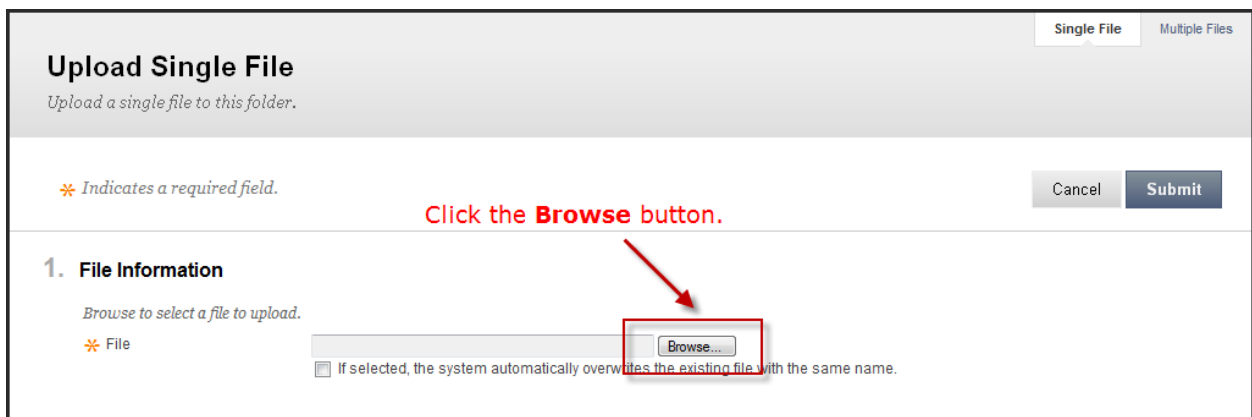 Single File Multiple Files
Upload Single File
Upload a single file to this folder.
Indicates a required field.
Cancel Submit
Click the Browse button.
1. File Information
Browse to select a file to upload.
File Browse...
If selected, the system automatically overwrites the existing file with the same name.